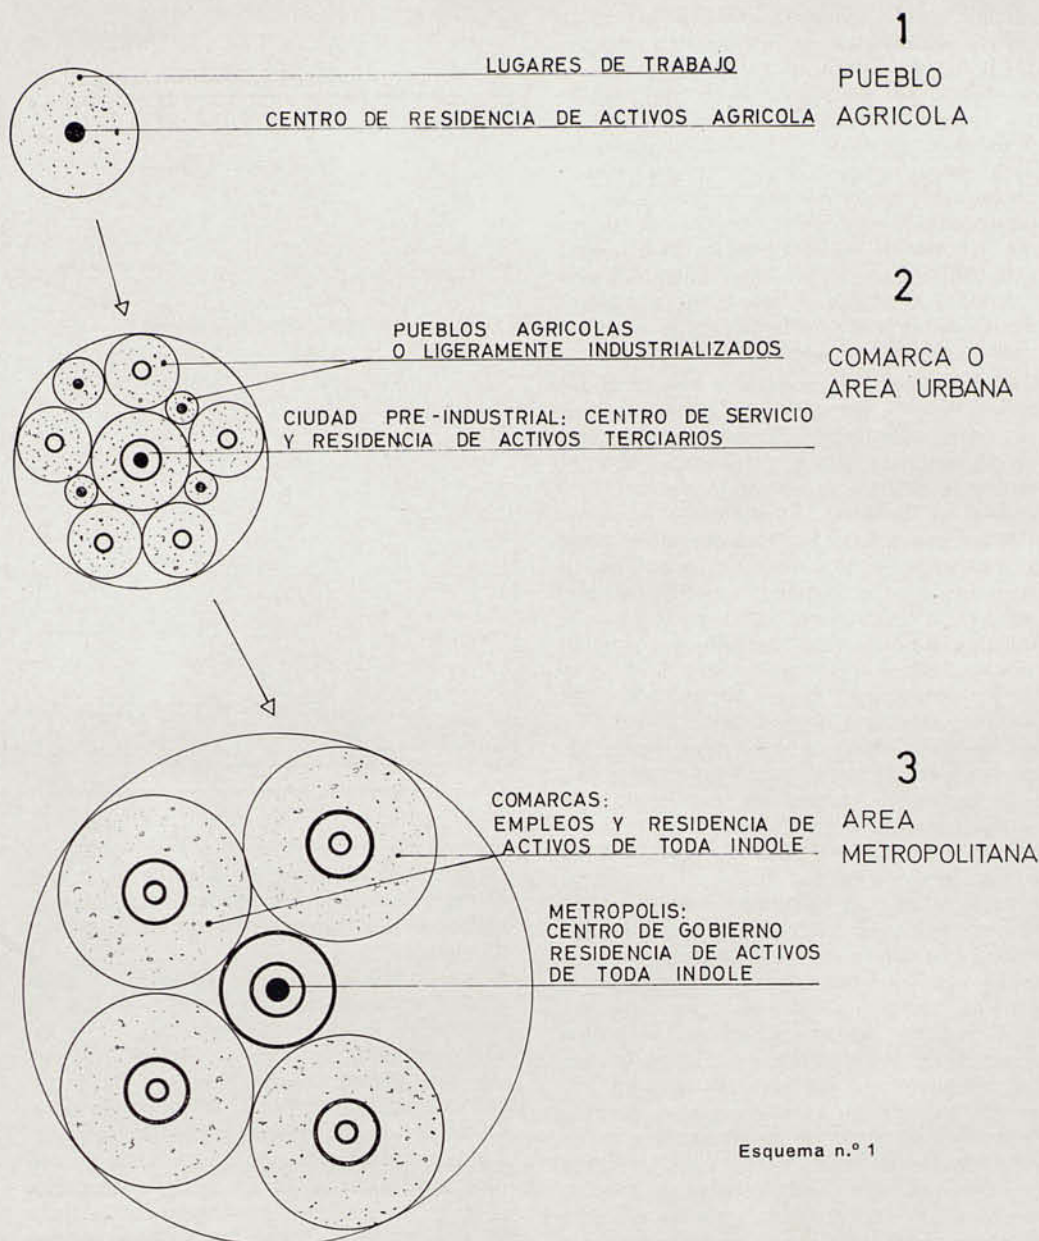 1
PUEBLO
AGRICOLA
LUGARES DE TRABAJO
CENTRO DE RESIDENCIA DE ACTIVOS AGRICOLA
2
COMARCA O
AREA URBANA
PUEBLOS AGRICOLAS
O LIGERAMENTE INDUSTRIALIZADOS
CIUDAD PRE-INDUSTRIAL: CENTRO DE SERVICIO
Y RESIDENCIA DE ACTIVOS TERCIARIOS
3
AREA
METROPOLITANA
COMARCAS:
EMPLEOS Y RESIDENCIA DE
ACTIVOS DE TODA INDOLE
METROPOLIS:
CENTRO DE GOBIERNO
RESIDENCIA DE ACTIVOS
DE TODA INDOLE
Esquema n.º 1